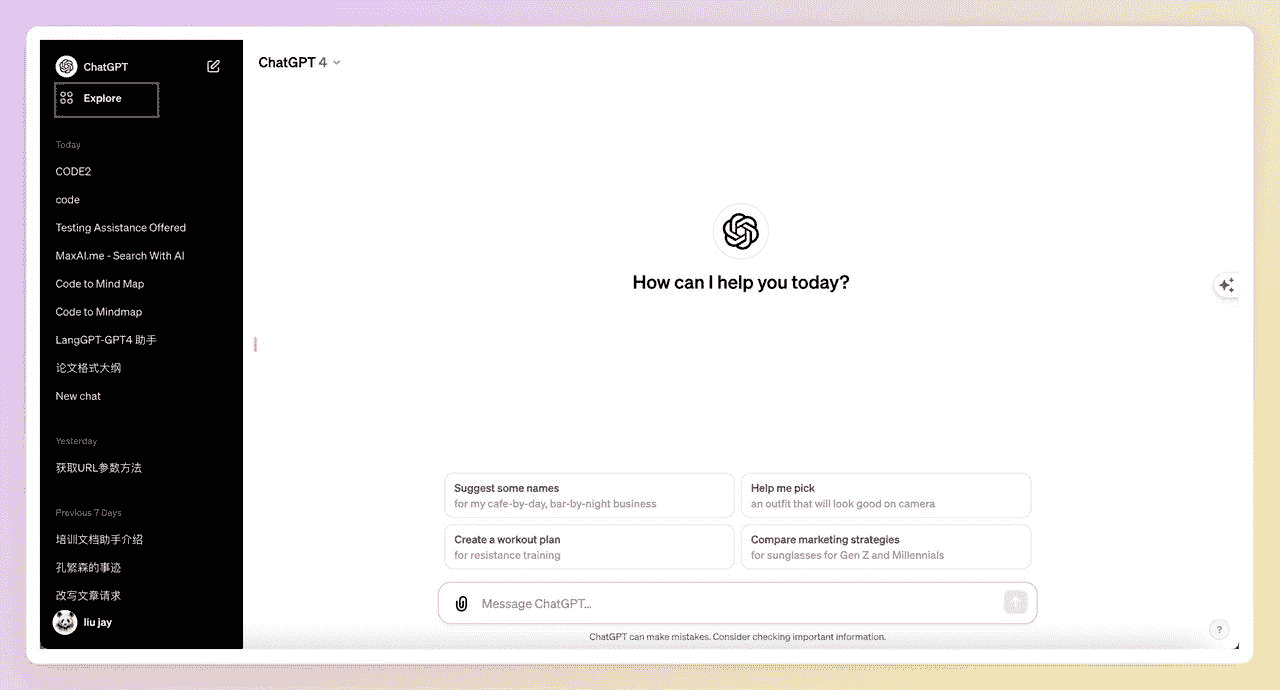 ChatGPT
Explore
Today
CODE2
code
Testing Assistance Offered
MaxAI.me - Search With AI
Code to Mind Map
Code to Mindmap
LangGPT-GPT4 助手
论文格式大纲
New chat
Yesterday
获取URL参数方法
Previous 7 Days
培训文档助手介绍
孔繁森的事迹
改写文章请求
liu jay
ChatGPT 4
How can I help you today?
Suggest some names
for my cafe-by-day, bar-by-night business
Help me pick
an outfit that will look good on camera
Create a workout plan
for resistance training
Compare marketing strategies
for sunglasses for Gen Z and Millennials
Message ChatGPT...
ChatGPT can make mistakes. Consider checking important information.
?